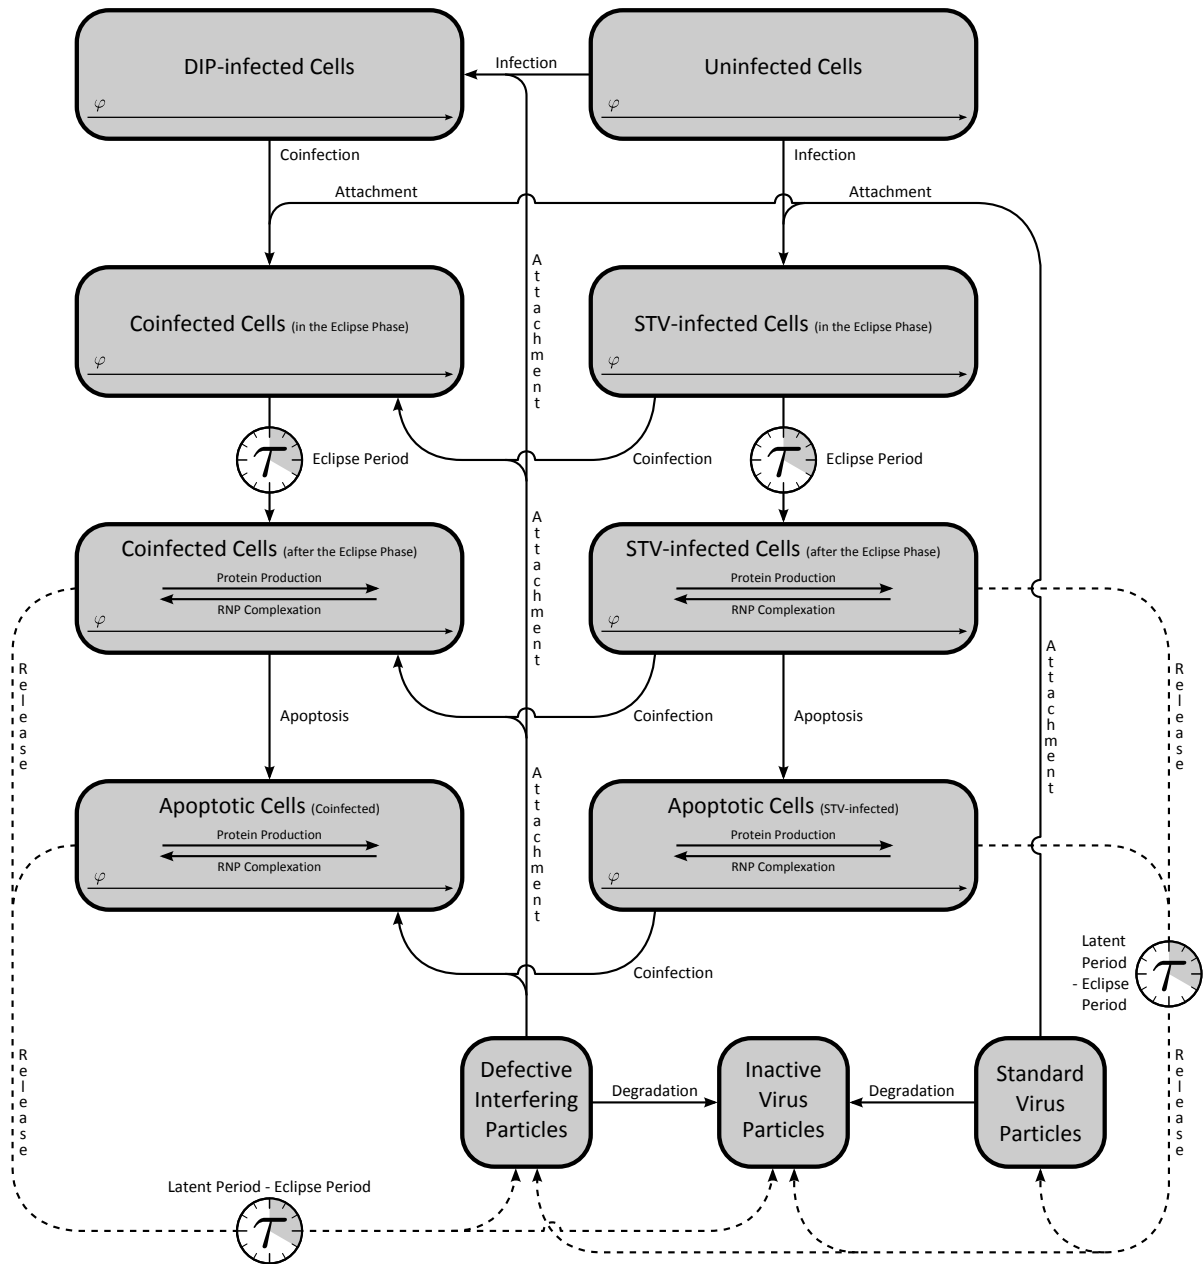 DIP-infected Cells
φ
Infection
Uninfected Cells
φ
Coinfection
Infection
Attachment
Attachment
Coinfected Cells (in the Eclipse Phase)
φ
Attachment
STV-infected Cells (in the Eclipse Phase)
φ
τ
Eclipse Period
Coinfection
τ
Eclipse Period
Coinfected Cells (after the Eclipse Phase)
Protein Production
RNP Complexation
φ
Attachment
STV-infected Cells (after the Eclipse Phase)
Protein Production
RNP Complexation
φ
Release
Apoptosis
Coinfection
Apoptosis
Attachment
Release
Apoptotic Cells (Coinfected)
Protein Production
RNP Complexation
φ
Attachment
Apoptotic Cells (STV-infected)
Protein Production
RNP Complexation
φ
Coinfection
Latent
Period
- Eclipse
Period
τ
Release
Defective
Interfering
Particles
Degradation
Inactive
Virus
Particles
Degradation
Standard
Virus
Particles
Release
Latent Period - Eclipse Period
τ